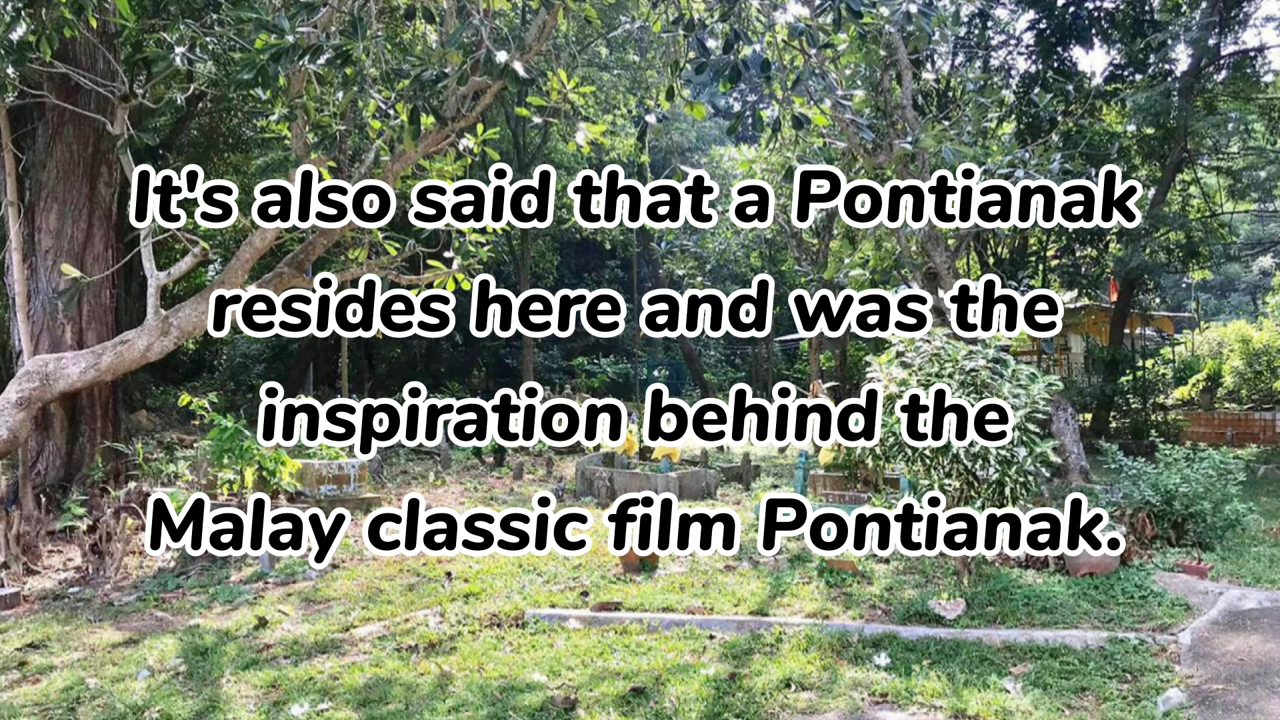 It's also said that a Pontianak
resides here and was the
inspiration behind the
Malay classic film Pontianak.